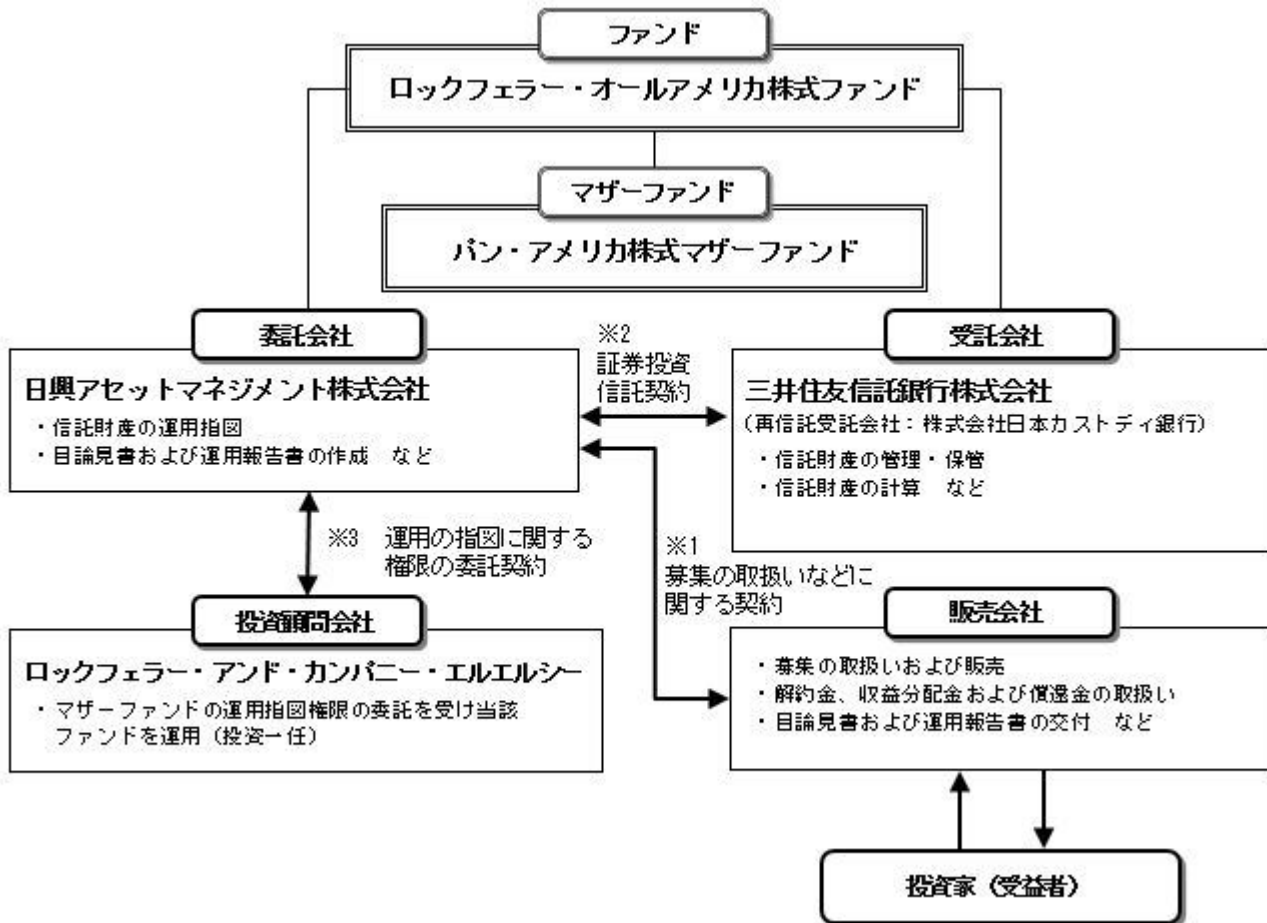 ファンド
ロックフェラー・オールアメリカ株式ファンド
マザーファンド
パン・アメリカ株式マザーファンド
委託会社
日興アセットマネジメント株式会社
・信託財産の運用指図
・目論見書および運用報告書の作成 など
※2
証券投資
信託契約
受託会社
三井住友信託銀行株式会社
(再信託受託会社:株式会社日本カストディ銀行)
・信託財産の管理・保管
・信託財産の計算 など
※3 運用の指図に関する
権限の委託契約
※1
募集の取扱いなどに
関する契約
投資顧問会社
ロックフェラー・アンド・カンパニー・エルエルシー
・マザーファンドの運用指図権限の委託を受け当該
ファンドを運用(投資一任)
販売会社
・募集の取扱いおよび販売
・解約金、収益分配金および償還金の取扱い
・目論見書および運用報告書の交付 など
投資家(受益者)